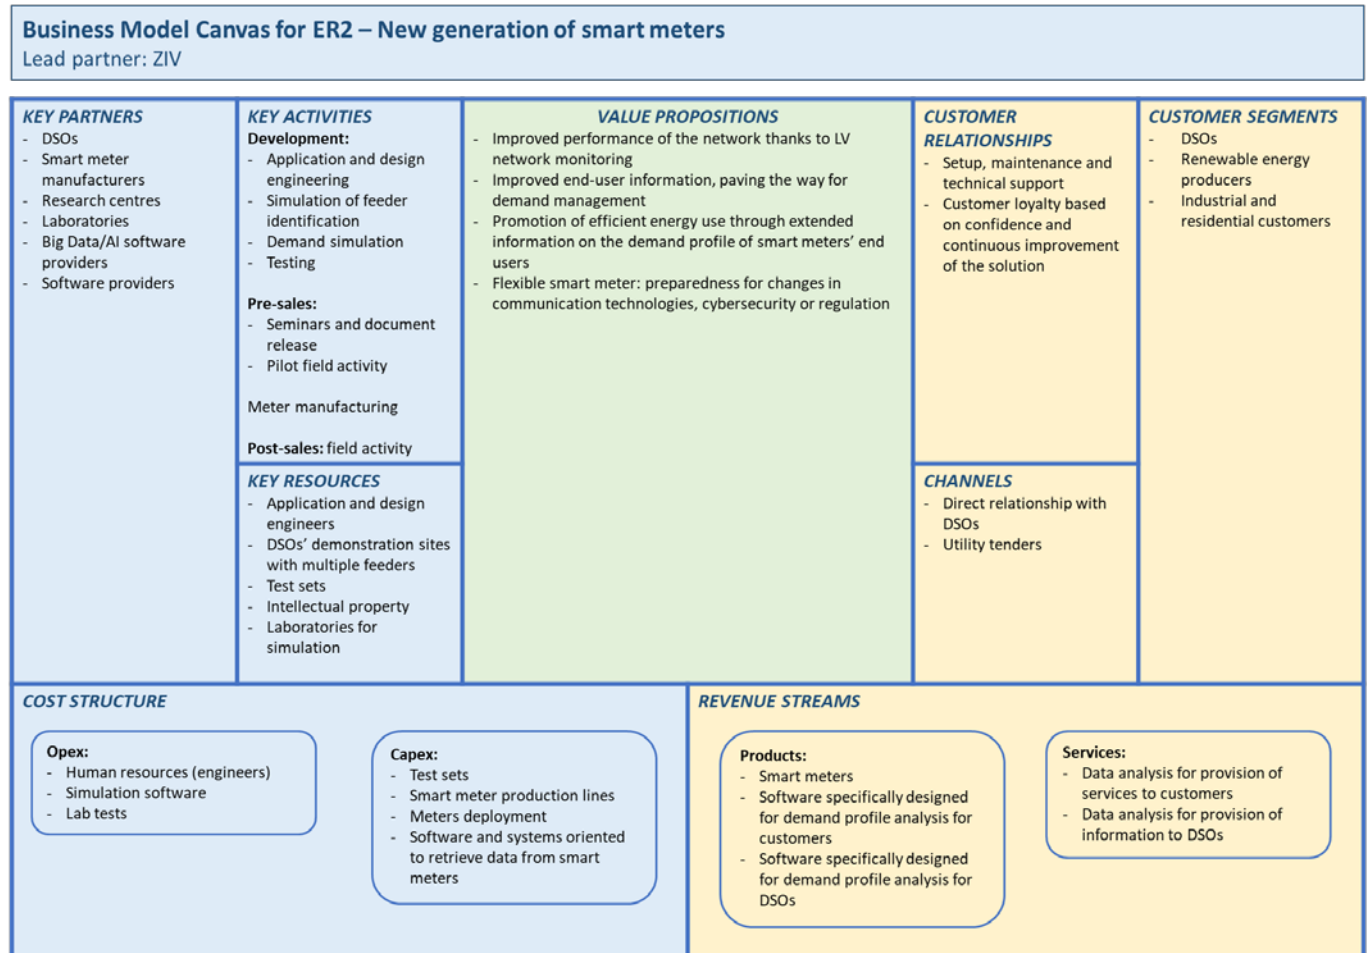 Business Model Canvas for ER2 – New generation of smart meters
Lead partner: ZIV
KEY PARTNERS
- DSOs
- Smart meter
manufacturers
- Research centres
- Laboratories
- Big Data/AI software
providers
- Software providers
KEY ACTIVITIES
Development:
- Application and design
engineering
- Simulation of feeder
identification
- Demand simulation
- Testing
Pre-sales:
- Seminars and document
release
- Pilot field activity
Meter manufacturing
Post-sales: field activity
KEY RESOURCES
- Application and design
engineers
- DSOs’ demonstration sites
with multiple feeders
- Test sets
- Intellectual property
- Laboratories for
simulation
VALUE PROPOSITIONS
- Improved performance of the network thanks to LV
network monitoring
- Improved end-user information, paving the way for
demand management
- Promotion of efficient energy use through extended
information on the demand profile of smart meters’ end
users
- Flexible smart meter: preparedness for changes in
communication technologies, cybersecurity or regulation
CUSTOMER
RELATIONSHIPS
- Setup, maintenance and
technical support
- Customer loyalty based
on confidence and
continuous improvement
of the solution
CHANNELS
- Direct relationship with
DSOs
- Utility tenders
CUSTOMER SEGMENTS
- DSOs
- Renewable energy
producers
- Industrial and
residential customers
COST STRUCTURE
Opex:
- Human resources (engineers)
- Simulation software
- Lab tests
Capex:
- Test sets
- Smart meter production lines
- Meters deployment
- Software and systems oriented
to retrieve data from smart
meters
REVENUE STREAMS
Products:
- Smart meters
- Software specifically designed
for demand profile analysis for
customers
- Software specifically designed
for demand profile analysis for
DSOs
Services:
- Data analysis for provision of
services to customers
- Data analysis for provision of
information to DSOs